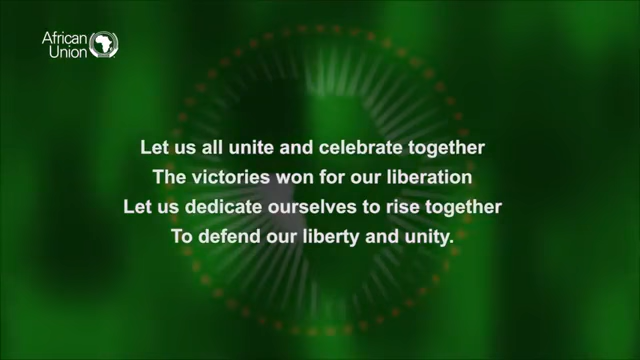 African
Union
Let us all unite and celebrate together
The victories won for our liberation
Let us dedicate ourselves to rise together
To defend our liberty and unity.